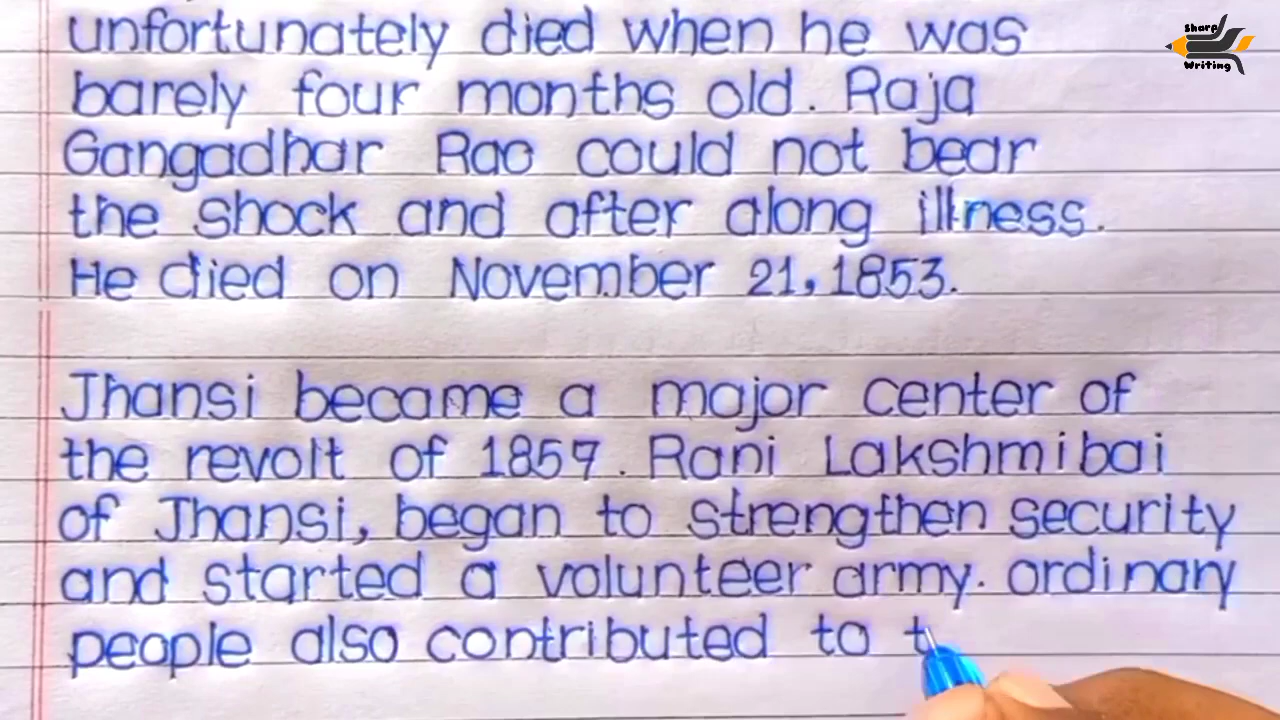 Sharp
Writing
unfortunately died when he was
barely four months old. Raja
Gangadhar Rao could not bear
the shock and after along illness.
He died on November 21, 1853.
Jhansi became a major center of
the revolt of 1857. Rani Lakshmibai
of Jhansi, began to strengthen security
and started a volunteer army. ordinary
people also contributed to t